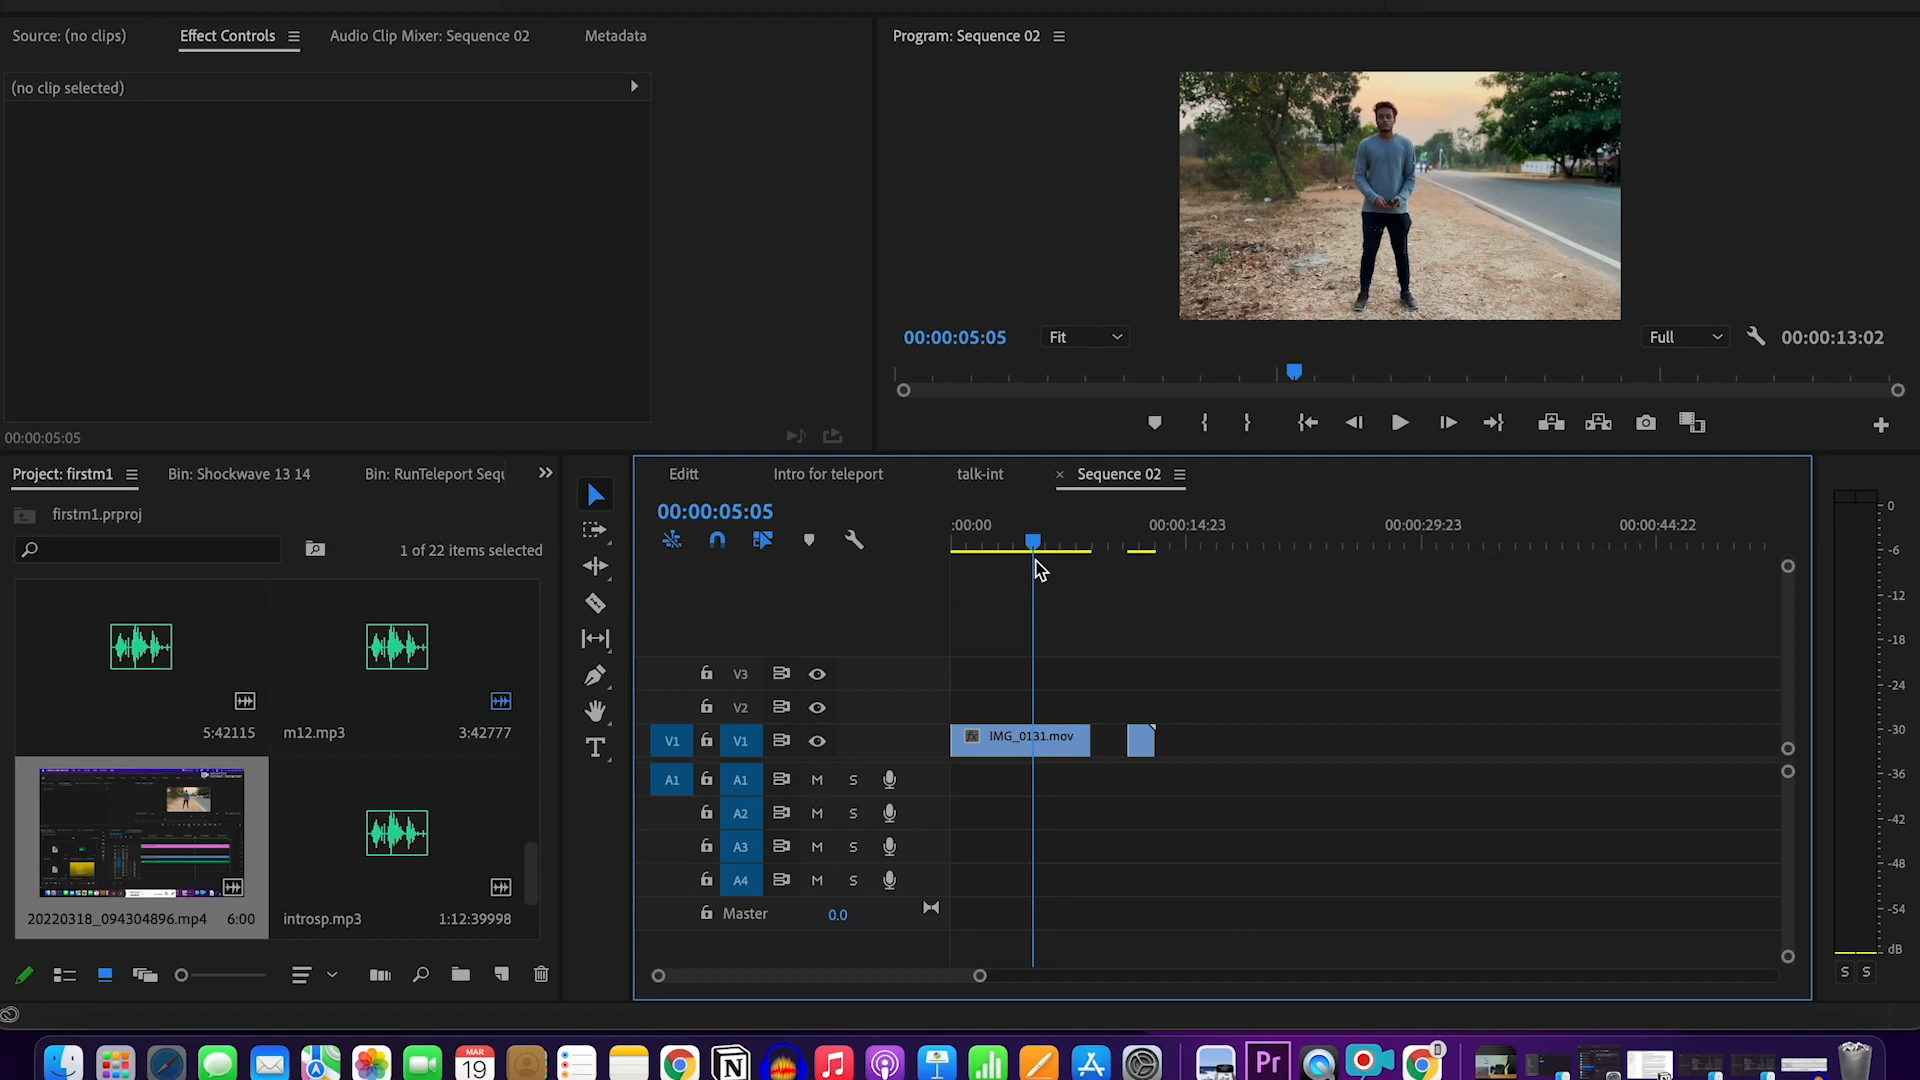 Source: (no clips)
Effect Controls
Audio Clip Mixer: Sequence 02
Metadata
Program: Sequence 02
(no clip selected)
00:00:05:05
Fit
Full
00:00:13:02
00:00:05:05
Project: firstm1
Bin: Shockwave 13 14
Bin: RunTeleport Sequ
Editt
Intro for teleport
talk-int
× Sequence 02
firstm1.prproj
00:00:05:05
:00:00
00:00:14:23
00:00:29:23
00:00:44:22
1 of 22 items selected
5:42115
m12.mp3
3:42777
20220318_094304896.mp4
6:00
introsp.mp3
1:12:39998
V3
V2
V1
V1
fx IMG_0131.mov
A1
A1
M
S
A2
M
S
A3
M
S
A4
M
S
Master
0.0
0
-6
-12
-18
-24
-30
-36
-42
-48
-54
dB
S
S
MAR
19
Pr